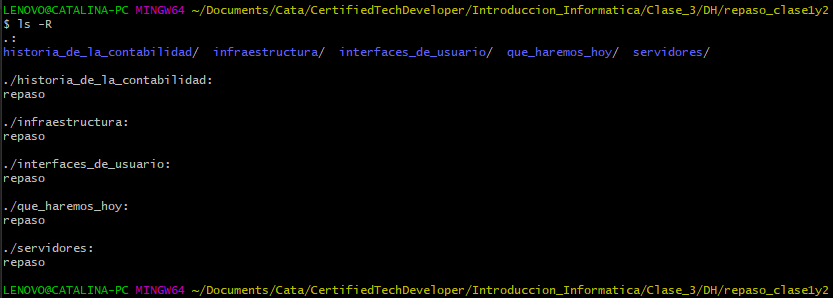 LENOVO@CATALINA-PC MINGW64 ~/Documents/Cata/CertifiedTechDeveloper/Introduccion_Informatica/Clase_3/DH/repaso_clase1y2
$ ls -R
.:
historia_de_la_contabilidad/  infraestructura/  interfaces_de_usuario/  que_haremos_hoy/  servidores/

./historia_de_la_contabilidad:
repaso

./infraestructura:
repaso

./interfaces_de_usuario:
repaso

./que_haremos_hoy:
repaso

./servidores:
repaso

LENOVO@CATALINA-PC MINGW64 ~/Documents/Cata/CertifiedTechDeveloper/Introduccion_Informatica/Clase_3/DH/repaso_clase1y2